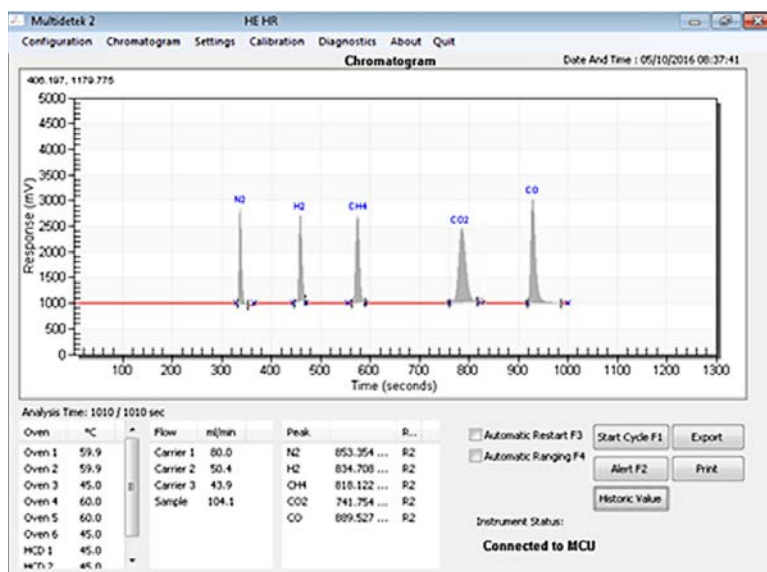 Multidetek 2 HE HR
Configuration Chromatogram Settings Calibration Diagnostics About Quit
Chromatogram Date And Time : 05/10/2016 08:37:41
406.197, 1179.775
5000
4500
4000
3500
3000
2500
2000
1500
1000
500
0
Response (mV)
N2
H2
CH4
CO2
CO
100 200 300 400 500 600 700 800 900 1000 1100 1200 1300
Time (seconds)
Analysis Time: 1010 / 1010 sec
Oven °C
Oven 1 59.9
Oven 2 59.9
Oven 3 45.0
Oven 4 60.0
Oven 5 60.0
Oven 6 45.0
HCD 1 45.0
HCD 2 45.0
Flow ml/min
Carrier 1 80.0
Carrier 2 50.4
Carrier 3 43.9
Sample 104.1
Peak R...
N2 853.354 ... R2
H2 834.708 ... R2
CH4 818.122 ... R2
CO2 741.754 ... R2
CO 889.527 ... R2
Automatic Restart F3
Automatic Ranging F4
Start Cycle F1
Export
Alert F2
Print
Historic Value
Instrument Status:
Connected to MCU